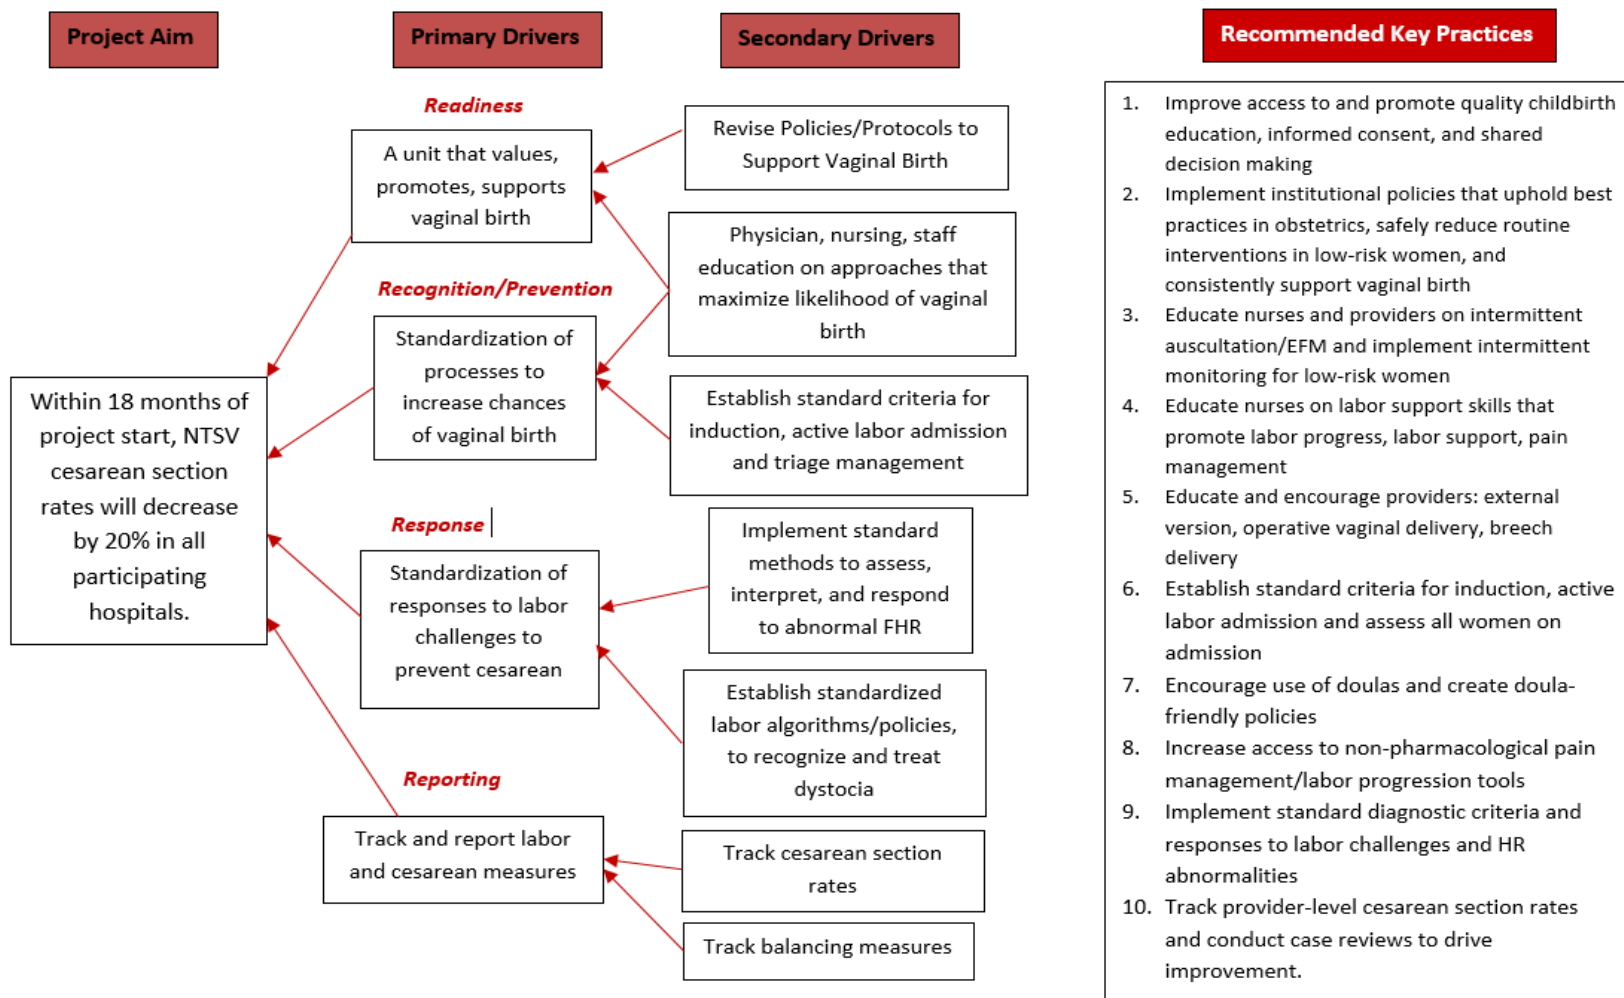 Project Aim
Primary Drivers
Secondary Drivers
Recommended Key Practices
Readiness
A unit that values,
promotes, supports
vaginal birth
Recognition/Prevention
Standardization of
processes to
increase chances
of vaginal birth
Within 18 months of
project start, NTSV
cesarean section
rates will decrease
by 20% in all
participating
hospitals.
Response
Standardization of
responses to labor
challenges to
prevent cesarean
Reporting
Track and report labor
and cesarean measures
Revise Policies/Protocols to
Support Vaginal Birth
Physician, nursing, staff
education on approaches that
maximize likelihood of vaginal
birth
Establish standard criteria for
induction, active labor admission
and triage management
Implement standard
methods to assess,
interpret, and respond
to abnormal FHR
Establish standardized
labor algorithms/policies,
to recognize and treat
dystocia
Track cesarean section
rates
Track balancing measures
1. Improve access to and promote quality childbirth
education, informed consent, and shared
decision making
2. Implement institutional policies that uphold best
practices in obstetrics, safely reduce routine
interventions in low-risk women, and
consistently support vaginal birth
3. Educate nurses and providers on intermittent
auscultation/EFM and implement intermittent
monitoring for low-risk women
4. Educate nurses on labor support skills that
promote labor progress, labor support, pain
management
5. Educate and encourage providers: external
version, operative vaginal delivery, breech
delivery
6. Establish standard criteria for induction, active
labor admission and assess all women on
admission
7. Encourage use of doulas and create doula-
friendly policies
8. Increase access to non-pharmacological pain
management/labor progression tools
9. Implement standard diagnostic criteria and
responses to labor challenges and HR
abnormalities
10. Track provider-level cesarean section rates
and conduct case reviews to drive
improvement.